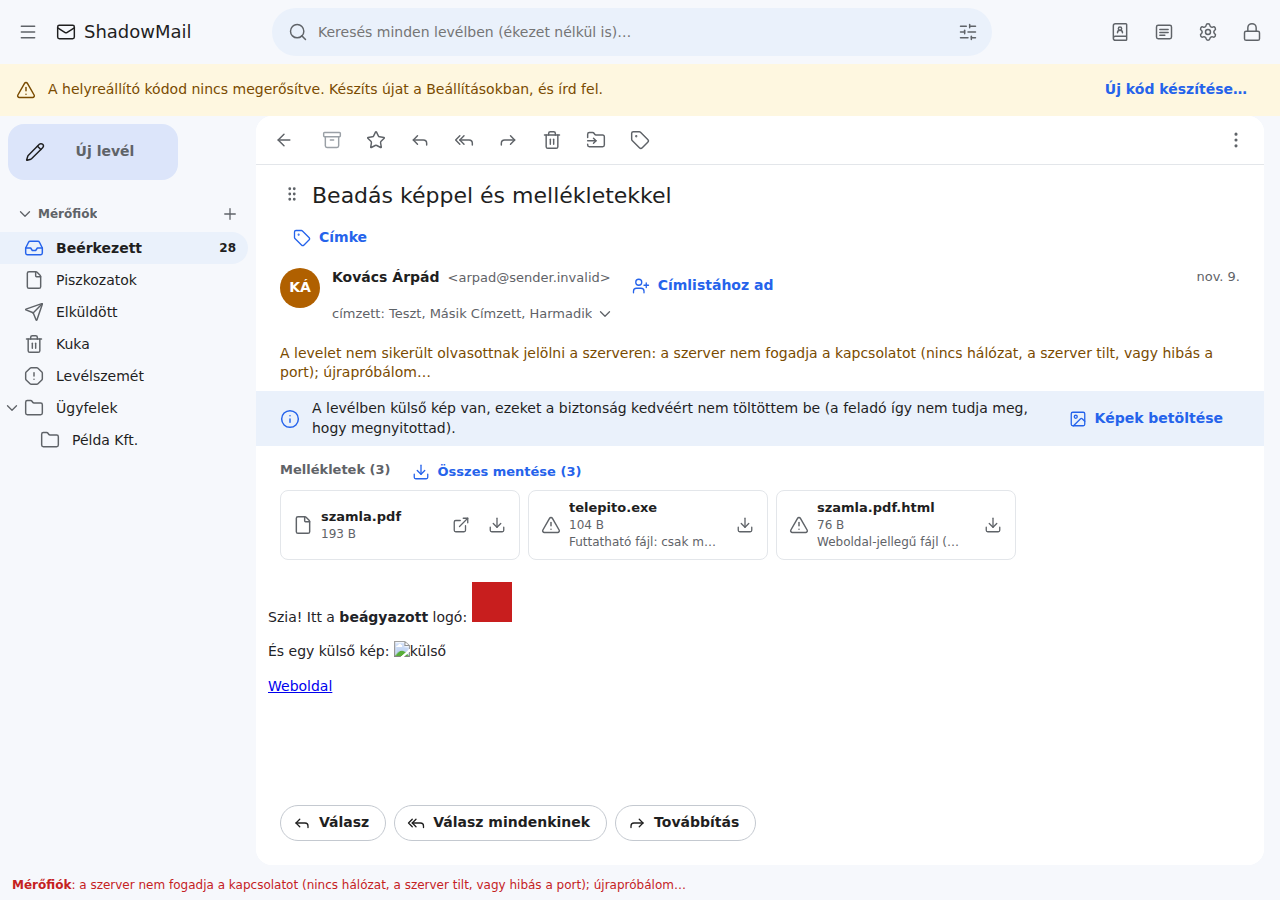 ShadowMail
Keresés minden levélben (ékezet nélkül is)…
A helyreállító kódod nincs megerősítve. Készíts újat a Beállításokban, és írd fel.
Új kód készítése…
Új levél
Mérőfiók
Beérkezett 28
Piszkozatok
Elküldött
Kuka
Levélszemét
Ügyfelek
Példa Kft.
Beadás képpel és mellékletekkel
Címke
KÁ
Kovács Árpád <arpad@sender.invalid>
Címlistához ad
nov. 9.
címzett: Teszt, Másik Címzett, Harmadik
A levelet nem sikerült olvasottnak jelölni a szerveren: a szerver nem fogadja a kapcsolatot (nincs hálózat, a szerver tilt, vagy hibás a
port); újrapróbálom…
A levélben külső kép van, ezeket a biztonság kedvéért nem töltöttem be (a feladó így nem tudja meg,
hogy megnyitottad).
Képek betöltése
Mellékletek (3)
Összes mentése (3)
szamla.pdf
193 B
telepito.exe
104 B
Futtatható fájl: csak m…
szamla.pdf.html
76 B
Weboldal-jellegű fájl (…
Szia! Itt a beágyazott logó:
És egy külső kép: külső
Weboldal
Válasz
Válasz mindenkinek
Továbbítás
Mérőfiók: a szerver nem fogadja a kapcsolatot (nincs hálózat, a szerver tilt, vagy hibás a port); újrapróbálom…